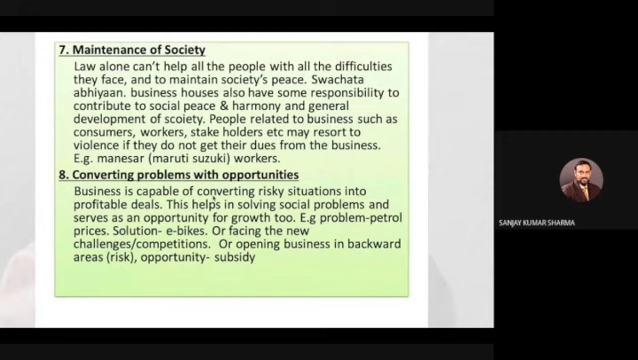 7. Maintenance of Society
Law alone can't help all the people with all the difficulties
they face, and to maintain society's peace. Swachata
abhiyaan. business houses also have some responsibility to
contribute to social peace & harmony and general
development of scoiety. People related to business such as
consumers, workers, stake holders etc may resort to
violence if they do not get their dues from the business.
E.g. manesar (maruti suzuki) workers.
8. Converting problems with opportunities
Business is capable of converting risky situations into
profitable deals. This helps in solving social problems and
serves as an opportunity for growth too. E.g problem-petrol
prices. Solution- e-bikes. Or facing the new
challenges/competitions. Or opening business in backward
areas (risk), opportunity- subsidy
SANJAY KUMAR SHARMA